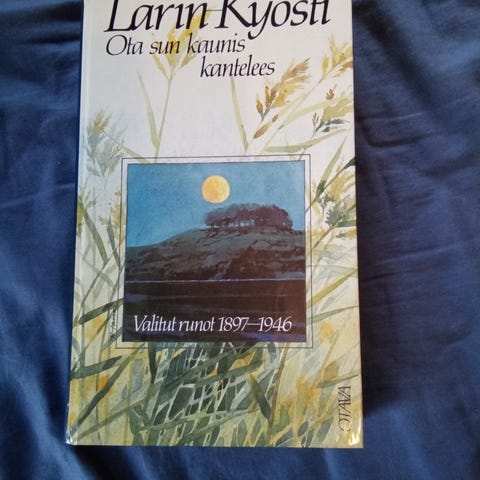 Larin-Kyösti
Ota sun kaunis
kantelees
Valitut runot 1897–1946
OTAVA